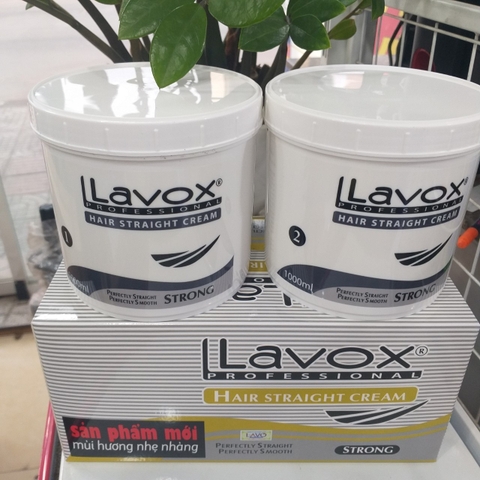 Lavox®
PROFESSIONAL
HAIR STRAIGHT CREAM
1
PERFECTLY STRAIGHT
PERFECTLY SMOOTH
STRONG
Lavox®
PROFESSIONAL
HAIR STRAIGHT CREAM
2
1000ml
PERFECTLY STRAIGHT
PERFECTLY SMOOTH
STRONG
Lavox®
PROFESSIONAL
HAIR STRAIGHT CREAM
Sản phẩm mới
mùi hương nhẹ nhàng
PERFECTLY STRAIGHT
PERFECTLY SMOOTH
STRONG